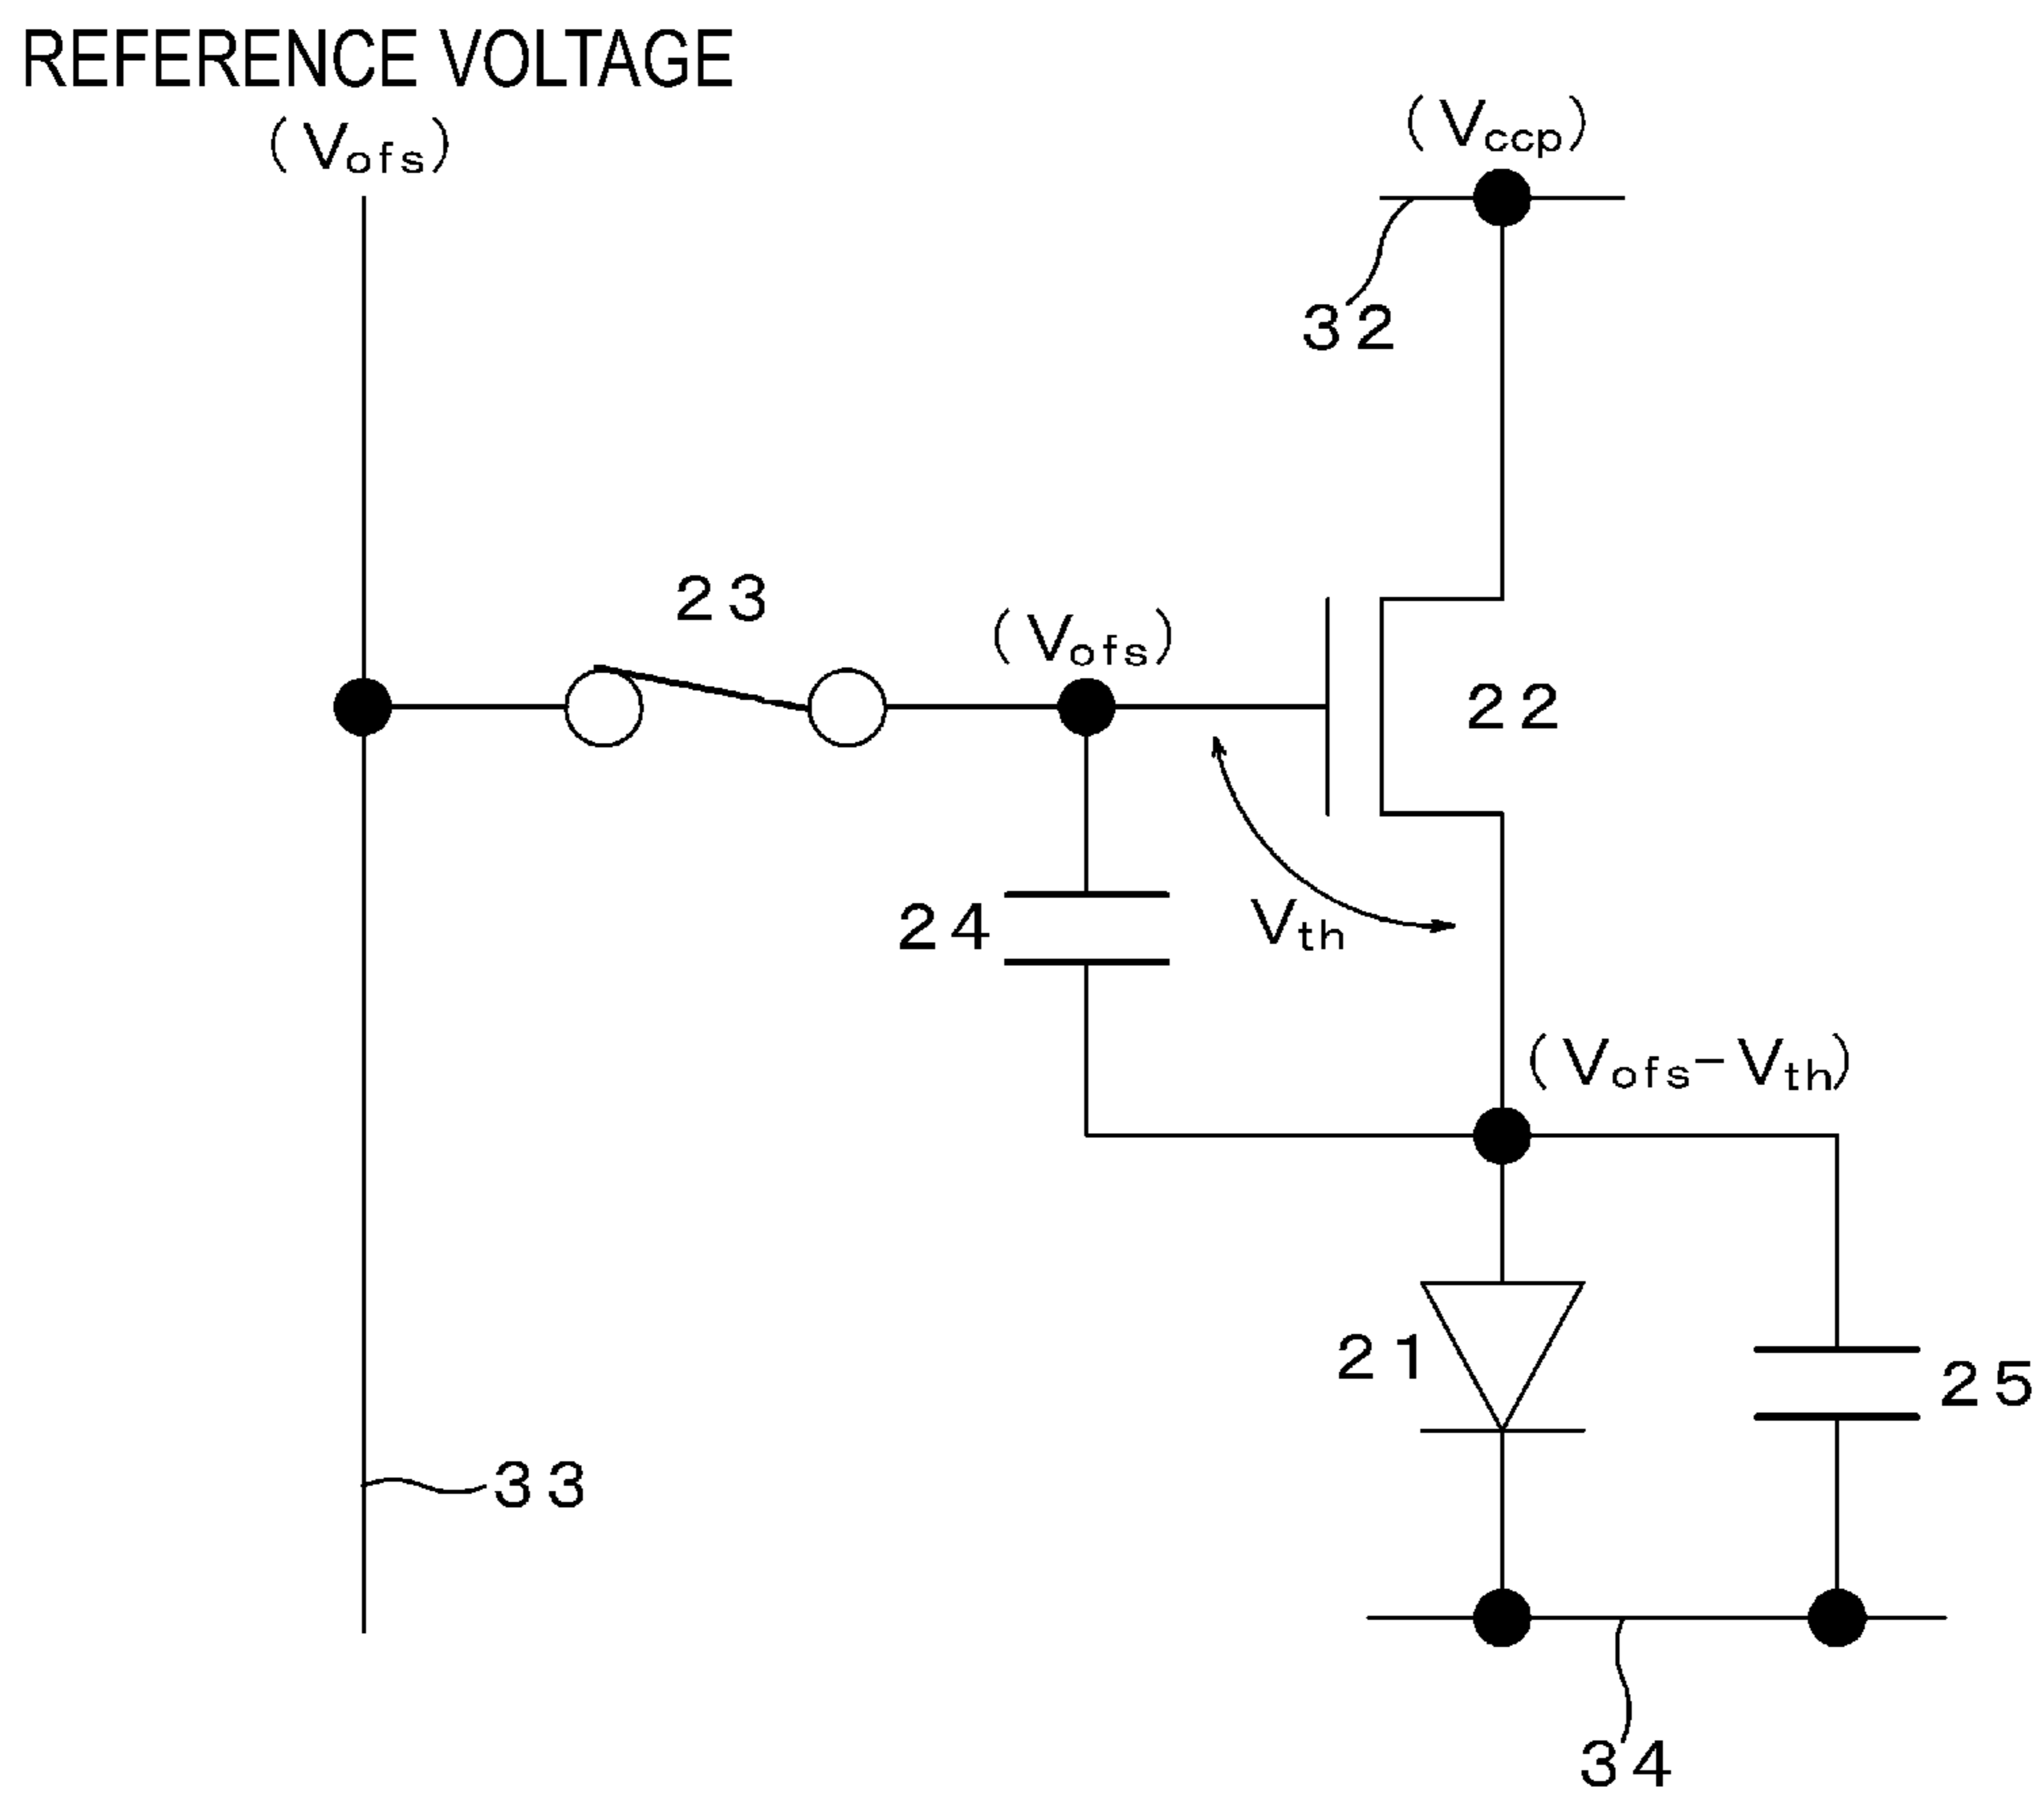 REFERENCE VOLTAGE
(Vofs)
(Vccp)
32
23
(Vofs)
22
24
Vth
(Vofs-Vth)
21
25
33
34